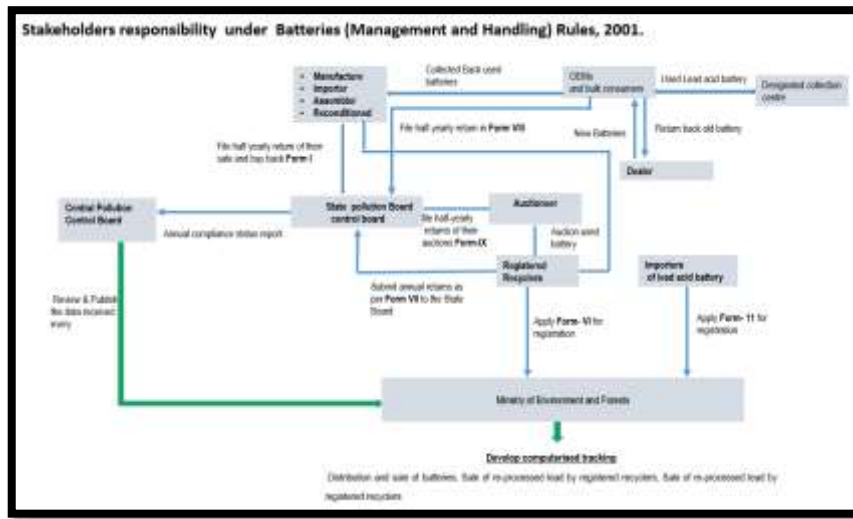 Stakeholders responsibility under Batteries (Management and Handling) Rules, 2001.
Manufacture
Importer
Assembler
Reconditioned
Collected Back used
batteries
OEMs
and bulk consumers
Used Lead acid battery
Designated collection
centre
File half yearly return of their
sale and buy back Form-I
File half yearly return in Form VIII
New Batteries
Return back old battery
Dealer
Central Pollution
Control Board
Annual compliance status report
State pollution Board
control board
file half-yearly
returns of their
auctions Form-IX
Auctioneer
Auction used
battery
Registered
Recyclers
Importers
of lead acid battery
Review & Publish
the data received
every
Submit annual returns as
per Form VII to the State
Board
Apply Form- VI for
registration
Apply Form- 11 for
registration
Ministry of Environment and Forests
Develop computerised tracking
Distribution and sale of batteries, Sale of re-processed lead by registered recyclers, Sale of re-processed lead by
registered recyclers